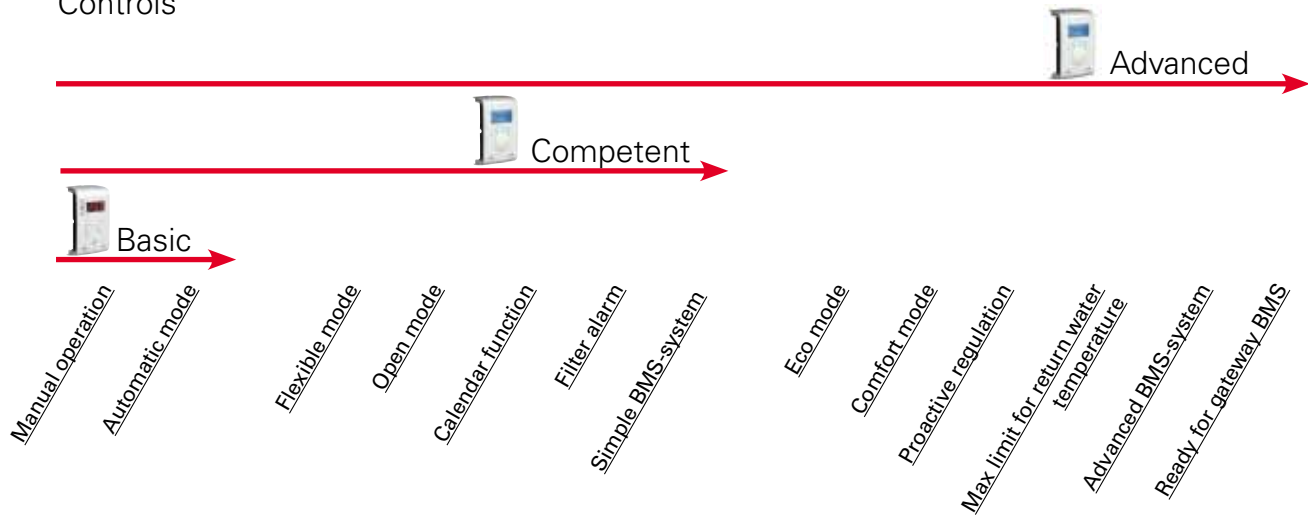 Controls
Advanced
Competent
Basic
Manual operation
Automatic mode
Flexible mode
Open mode
Calendar function
Filter alarm
Simple BMS-system
Eco mode
Comfort mode
Proactive regulation
Max limit for return water
temperature
Advanced BMS-system
Ready for gateway BMS